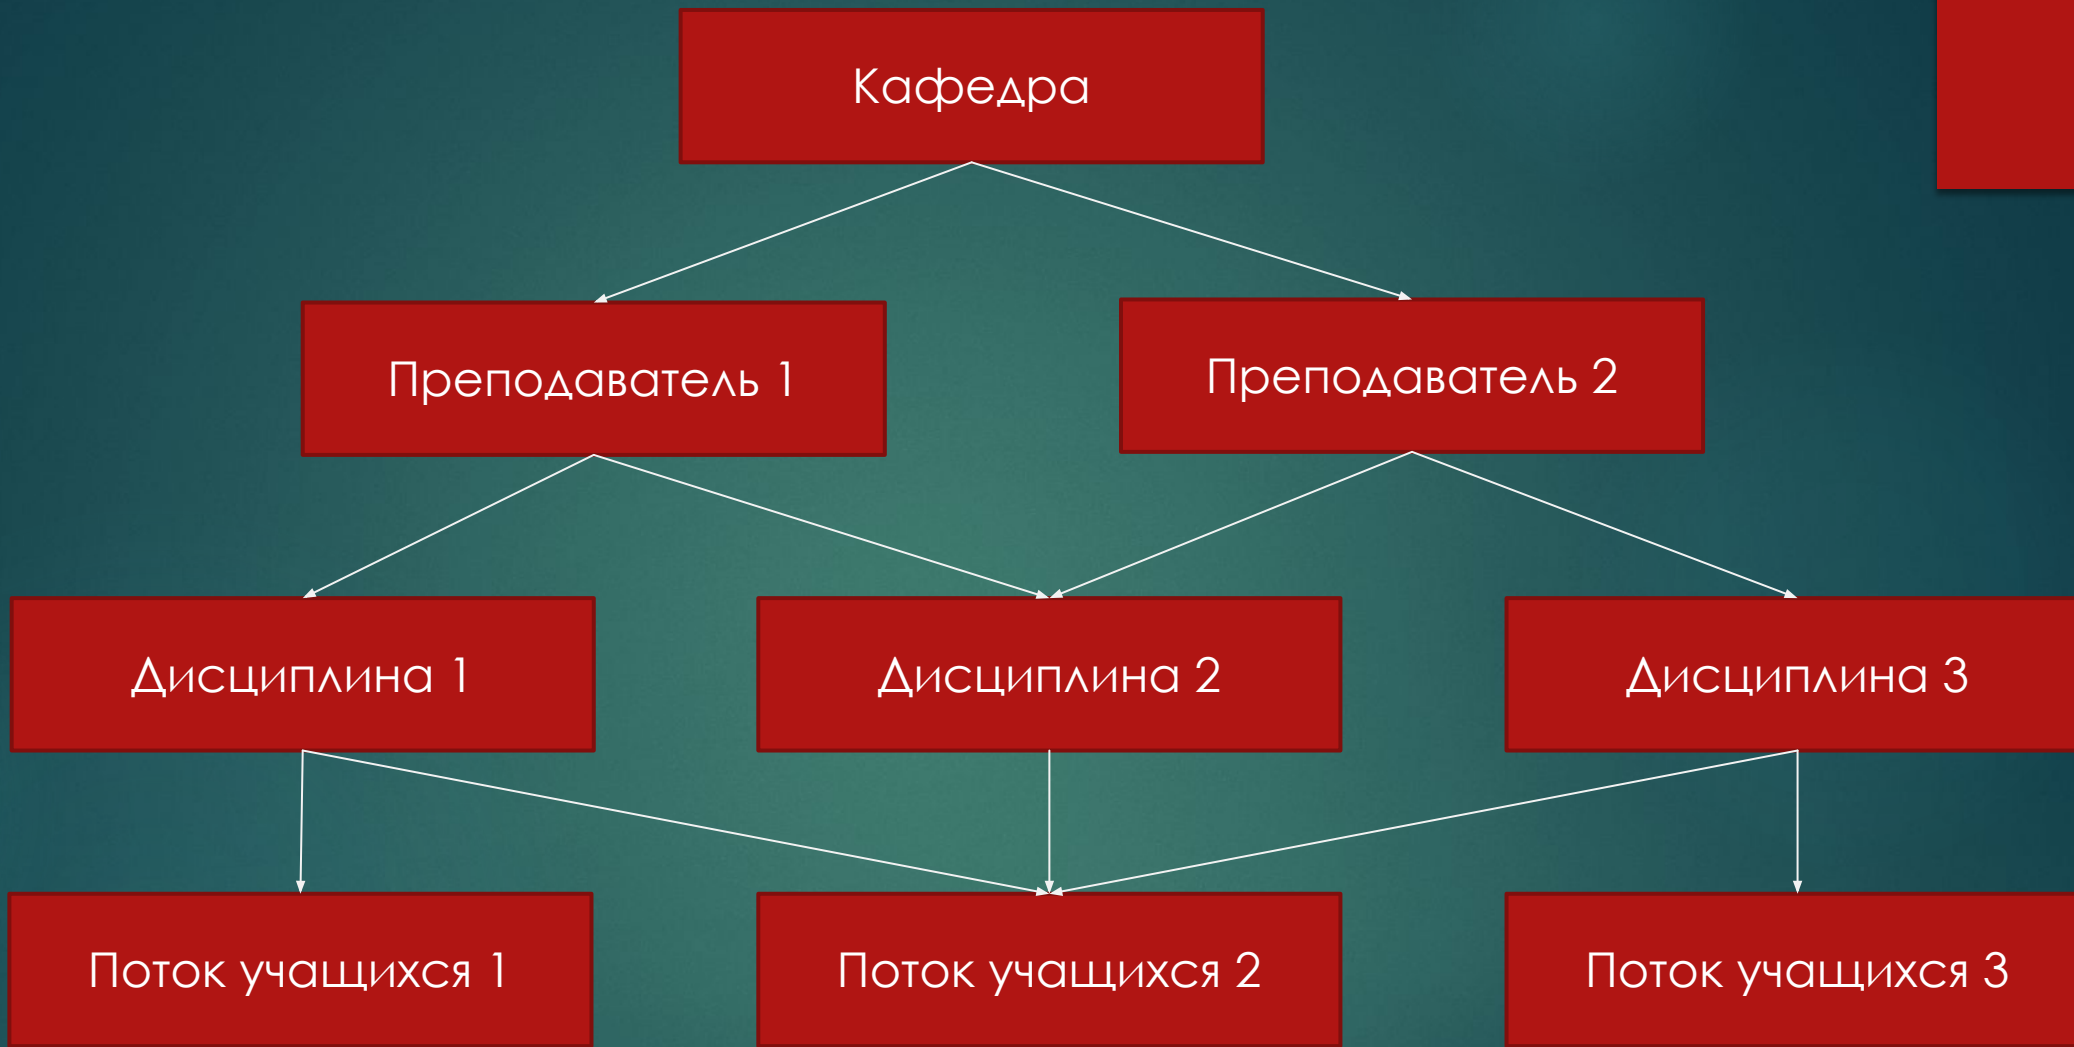 Кафедра
Преподаватель 1
Преподаватель 2
Дисциплина 1
Дисциплина 2
Дисциплина 3
Поток учащихся 1
Поток учащихся 2
Поток учащихся 3